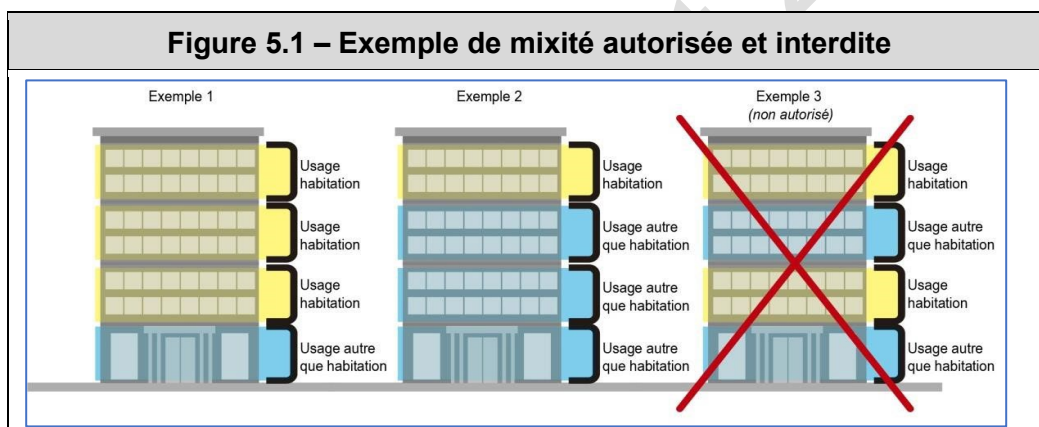 Figure 5.1 – Exemple de mixité autorisée et interdite
Exemple 1
Usage
habitation
Usage
habitation
Usage
habitation
Usage autre
que habitation
Exemple 2
Usage
habitation
Usage autre
que habitation
Usage autre
que habitation
Usage autre
que habitation
Exemple 3
(non autorisé)
Usage
habitation
Usage autre
que habitation
Usage
habitation
Usage autre
que habitation